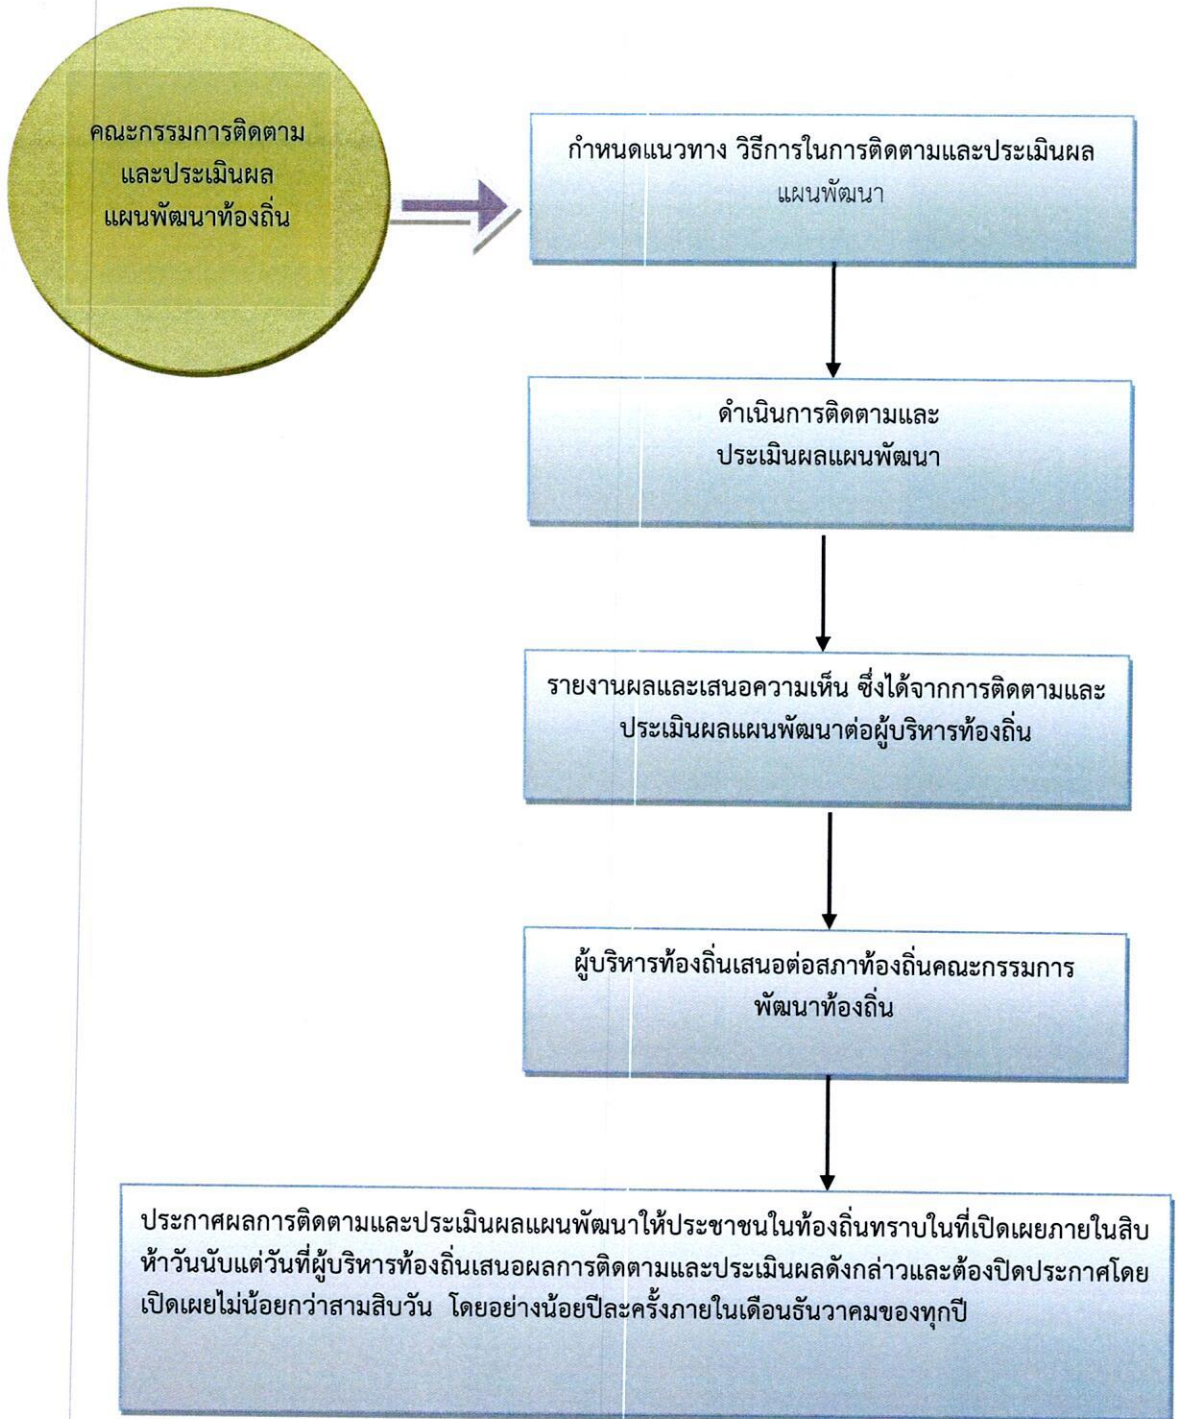 คณะกรรมการติดตาม
และประเมินผล
แผนพัฒนาท้องถิ่น
กำหนดแนวทาง วิธีการในการติดตามและประเมินผล
แผนพัฒนา
ดำเนินการติดตามและ
ประเมินผลแผนพัฒนา
รายงานผลและเสนอความเห็น ซึ่งได้จากการติดตามและ
ประเมินผลแผนพัฒนาต่อผู้บริหารท้องถิ่น
ผู้บริหารท้องถิ่นเสนอต่อสภาท้องถิ่นคณะกรรมการ
พัฒนาท้องถิ่น
ประกาศผลการติดตามและประเมินผลแผนพัฒนาให้ประชาชนในท้องถิ่นทราบในที่เปิดเผยภายในสิบ
ห้าวันนับแต่วันที่ผู้บริหารท้องถิ่นเสนอผลการติดตามและประเมินผลดังกล่าวและต้องปิดประกาศโดย
เปิดเผยไม่น้อยกว่าสามสิบวัน โดยอย่างน้อยปีละครั้งภายในเดือนธันวาคมของทุกปี